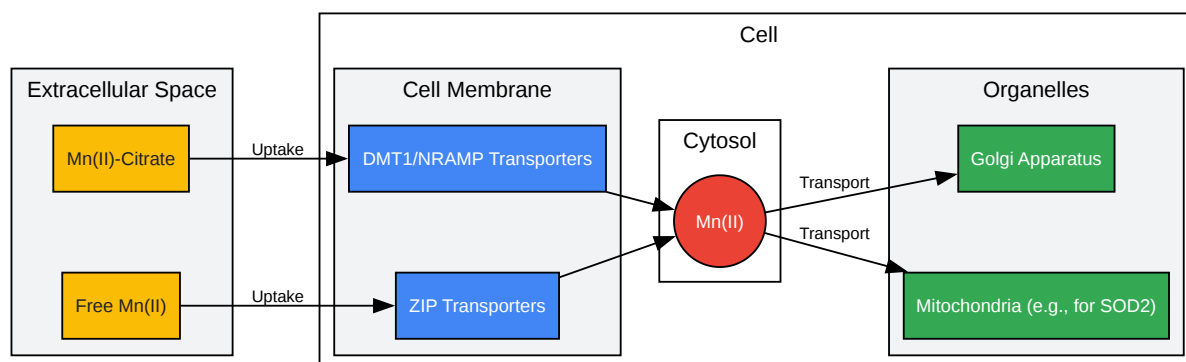 Cell
Extracellular Space
Cell Membrane
Organelles
Cytosol
Mn(II)-Citrate
Uptake
DMT1/NRAMP Transporters
Golgi Apparatus
Transport
Mn(II)
Transport
Free Mn(II)
Uptake
ZIP Transporters
Mitochondria (e.g., for SOD2)